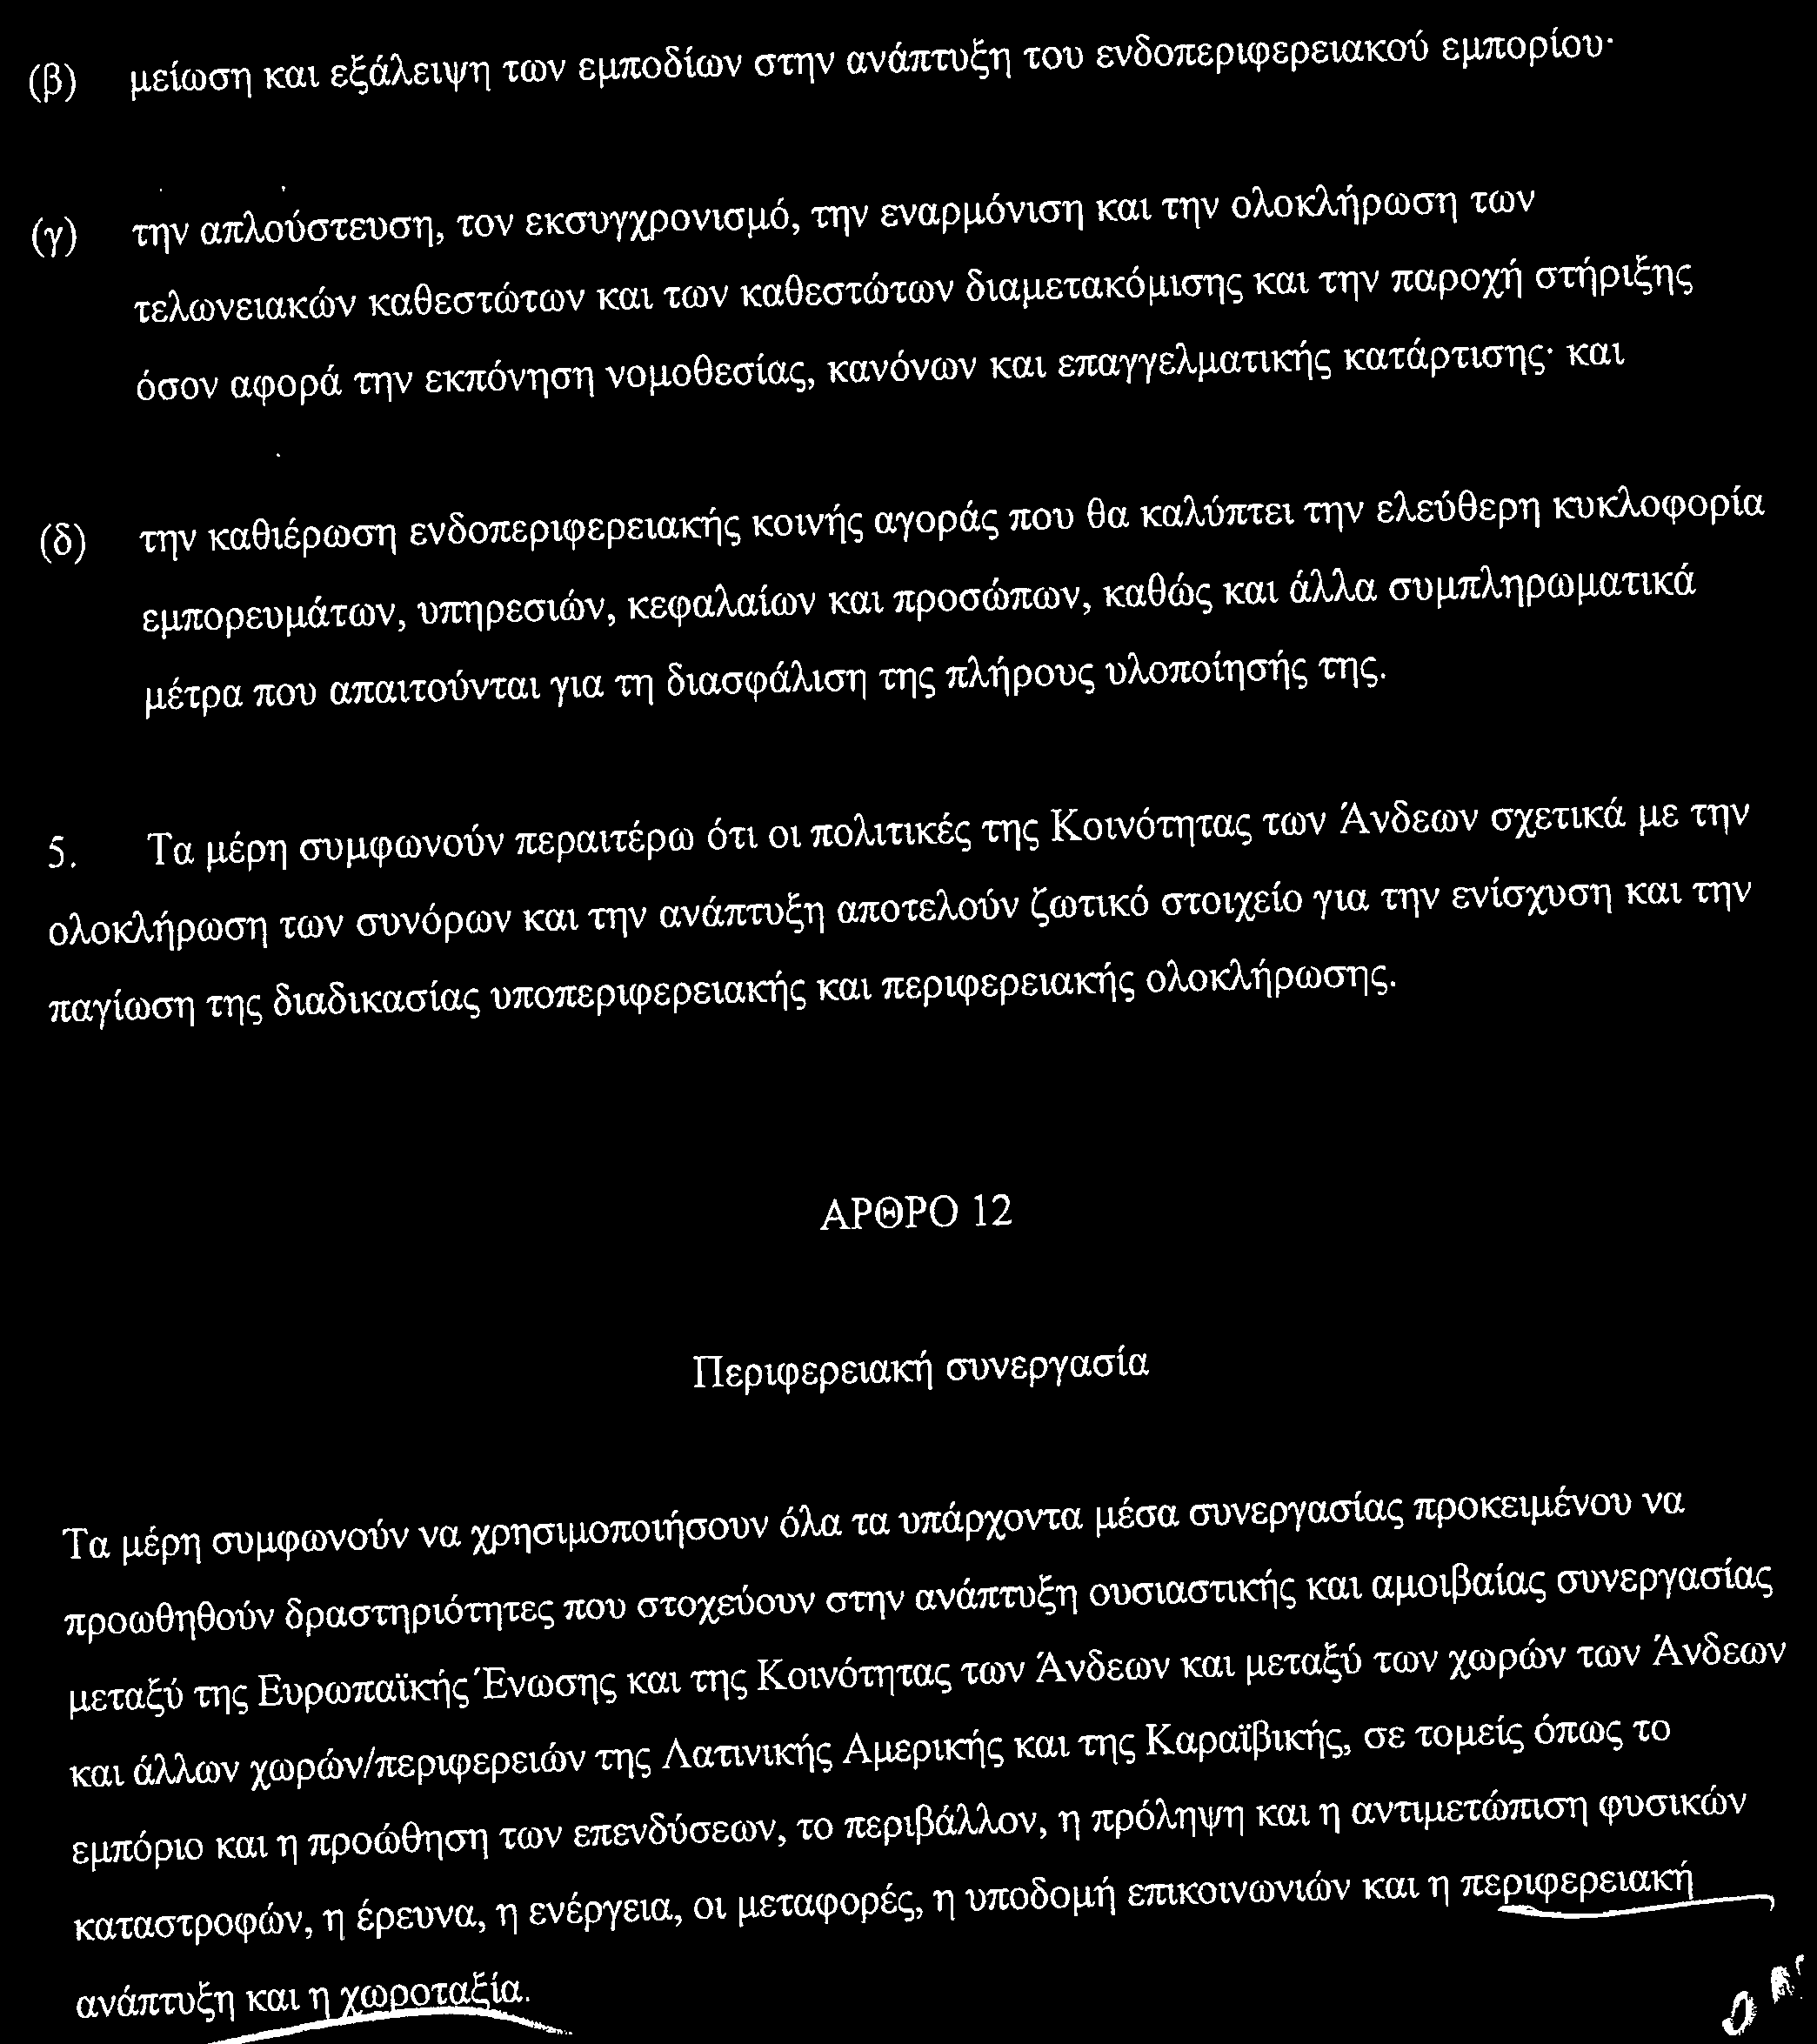 (β) μείωση και εξάλειψη των εμποδίων στην ανάπτυξη του ενδοπεριφερειακού εμπορίου·
(γ) την απλούστευση, τον εκσυγχρονισμό, την εναρμόνιση και την ολοκλήρωση των
τελωνειακών καθεστώτων και των καθεστώτων διαμετακόμισης και την παροχή στήριξης
όσον αφορά την εκπόνηση νομοθεσίας, κανόνων και επαγγελματικής κατάρτισης· και
(δ) την καθιέρωση ενδοπεριφερειακής κοινής αγοράς που θα καλύπτει την ελεύθερη κυκλοφορία
εμπορευμάτων, υπηρεσιών, κεφαλαίων και προσώπων, καθώς και άλλα συμπληρωματικά
μέτρα που απαιτούνται για τη διασφάλιση της πλήρους υλοποίησής της.
5. Τα μέρη συμφωνούν περαιτέρω ότι οι πολιτικές της Κοινότητας των Άνδεων σχετικά με την
ολοκλήρωση των συνόρων και την ανάπτυξη αποτελούν ζωτικό στοιχείο για την ενίσχυση και την
παγίωση της διαδικασίας υποπεριφερειακής και περιφερειακής ολοκλήρωσης.
ΑΡΘΡΟ 12
Περιφερειακή συνεργασία
Τα μέρη συμφωνούν να χρησιμοποιήσουν όλα τα υπάρχοντα μέσα συνεργασίας προκειμένου να
προωθηθούν δραστηριότητες που στοχεύουν στην ανάπτυξη ουσιαστικής και αμοιβαίας συνεργασίας
μεταξύ της Ευρωπαϊκής Ένωσης και της Κοινότητας των Άνδεων και μεταξύ των χωρών των Άνδεων
και άλλων χωρών/περιφερειών της Λατινικής Αμερικής και της Καραϊβικής, σε τομείς όπως το
εμπόριο και η προώθηση των επενδύσεων, το περιβάλλον, η πρόληψη και η αντιμετώπιση φυσικών
καταστροφών, η έρευνα, η ενέργεια, οι μεταφορές, η υποδομή επικοινωνιών και η περιφερειακή
ανάπτυξη και η χωροταξία.